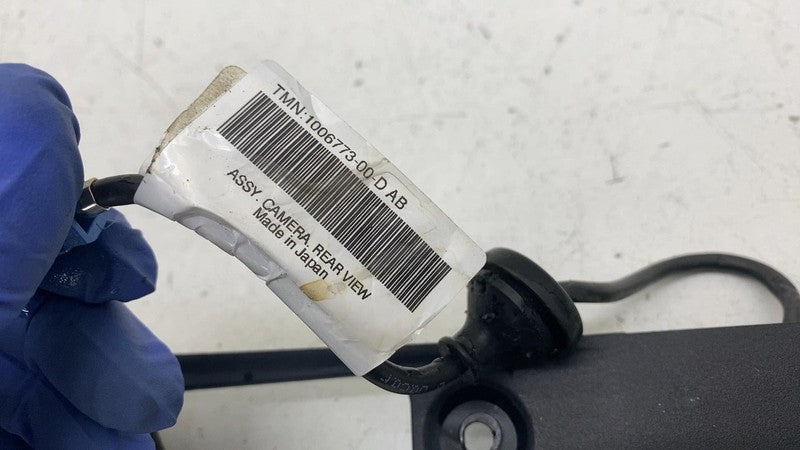 TMN:1006773-00-D AB
ASSY. CAMERA, REAR VIEW
Made in Japan